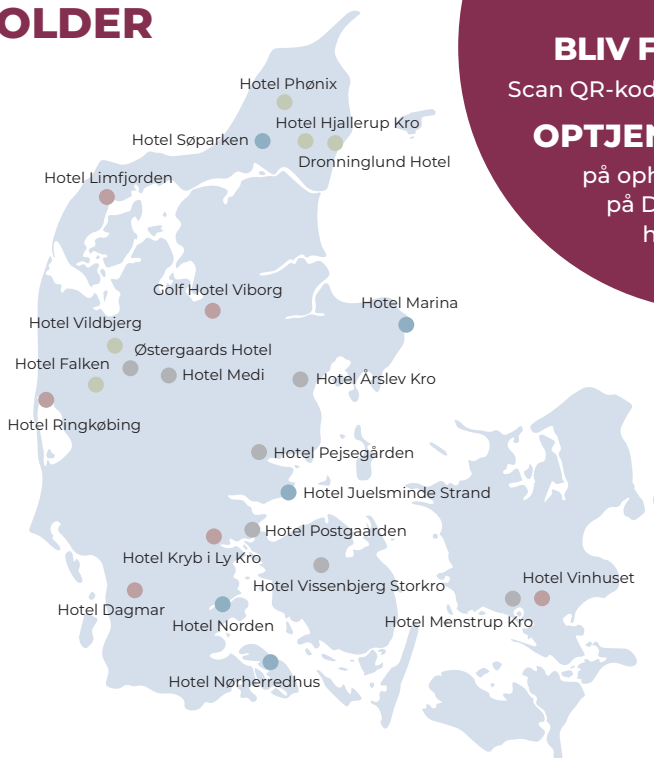 OLDER
BLIV F
Scan QR-kod
OPTJEN
på oph
på D
h
Hotel Phønix
Hotel Hjallerup Kro
Hotel Søparken
Dronninglund Hotel
Hotel Limfjorden
Golf Hotel Viborg
Hotel Marina
Hotel Vildbjerg
Østergaards Hotel
Hotel Falken
Hotel Medi
Hotel Årslev Kro
Hotel Ringkøbing
Hotel Pejsegården
Hotel Juelsminde Strand
Hotel Postgaarden
Hotel Kryb i Ly Kro
Hotel Vissenbjerg Storkro
Hotel Vinhuset
Hotel Dagmar
Hotel Norden
Hotel Menstrup Kro
Hotel Nørherredhus